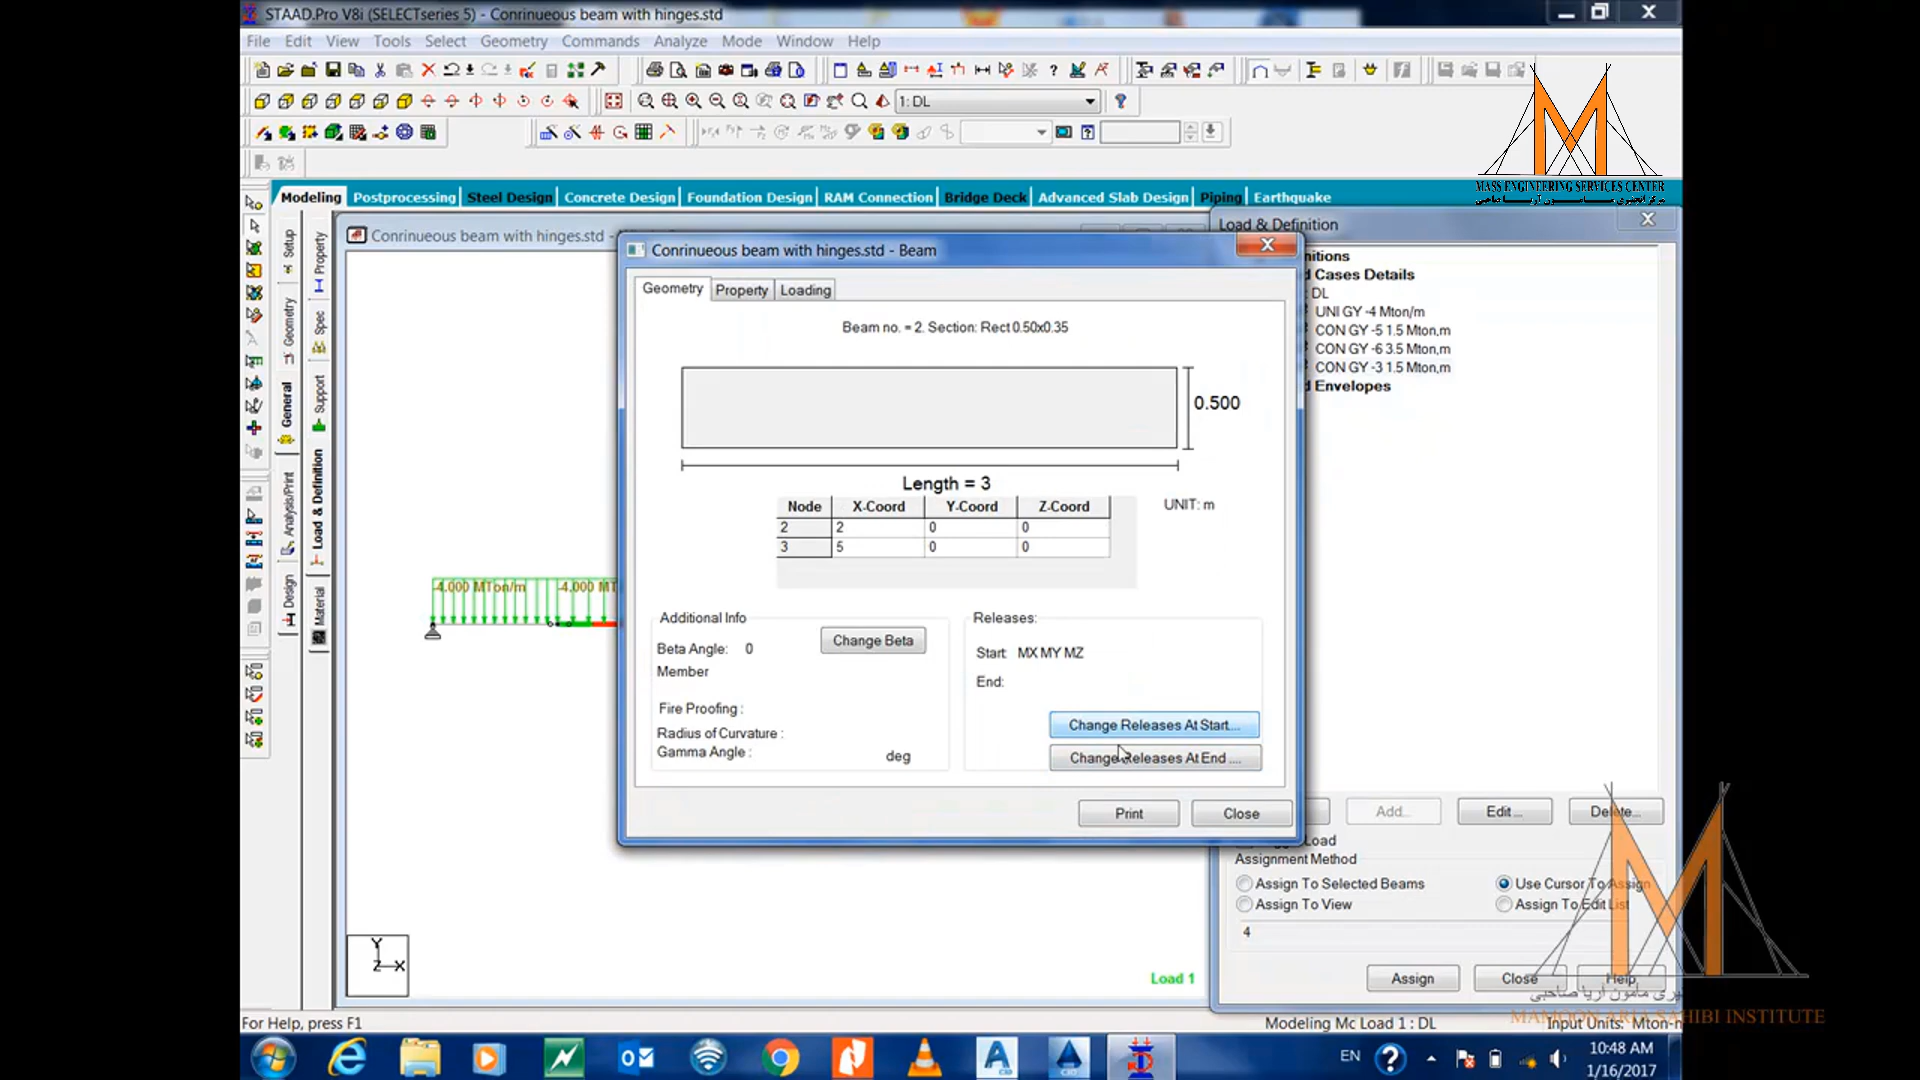 STAAD.Pro V8i (SELECTseries 5) - Conrinueous beam with hinges.std
File Edit View Tools Select Geometry Commands Analyze Mode Window Help
1: DL
MASS ENGINEERING SERVICES CENTER
Modeling Postprocessing Steel Design Concrete Design Foundation Design RAM Connection Bridge Deck Advanced Slab Design Piping Earthquake
Setup
Geometry
General
Analysis/Print
Design
Property
Spec
Support
Load & Definition
Material
Conrinueous beam with hinges.std -
-4.000 MTon/m
-4.000 MT
Y
Z X
Load 1
Conrinueous beam with hinges.std - Beam
Geometry Property Loading
Beam no. = 2. Section: Rect 0.50x0.35
0.500
Length = 3
UNIT: m
Node X-Coord Y-Coord Z-Coord
2 2 0 0
3 5 0 0
Additional Info
Beta Angle: 0
Change Beta
Member
Fire Proofing :
Radius of Curvature :
Gamma Angle :
deg
Releases:
Start: MX MY MZ
End:
Change Releases At Start...
Change Releases At End ....
Print Close
Load & Definition
nitions
d Cases Details
DL
UNI GY -4 Mton/m
CON GY -5 1.5 Mton,m
CON GY -6 3.5 Mton,m
CON GY -3 1.5 Mton,m
d Envelopes
Add... Edit... Delete...
Load
Assignment Method
Assign To Selected Beams
Use Cursor To Assign
Assign To View
Assign To Edit List
4
Assign Close Help
MAMOON ARIA SAHIBI INSTITUTE
For Help, press F1
Modeling Mc Load 1 : DL
Input Units: Mton-n
EN
10:48 AM
1/16/2017